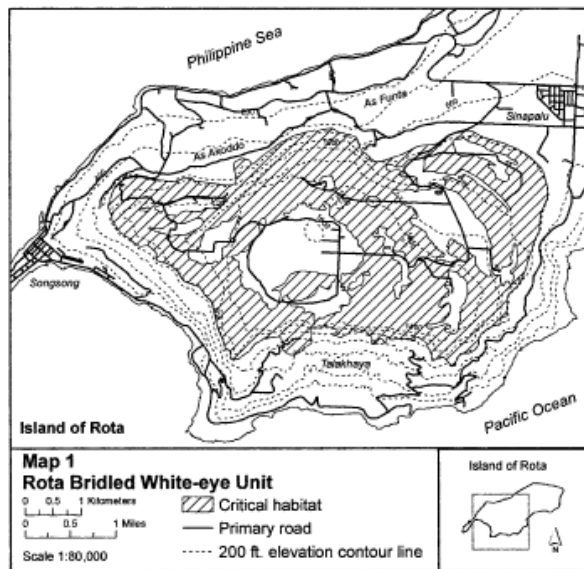 Philippine Sea
As Funta
Sinapalu
As Akoddo
Songsong
Talakhaya
Island of Rota
Pacific Ocean
Map 1
Rota Bridled White-eye Unit
0 0.5 1 Kilometers
0 0.5 1 Miles
Scale 1:80,000
Critical habitat
Primary road
200 ft. elevation contour line
Island of Rota
N